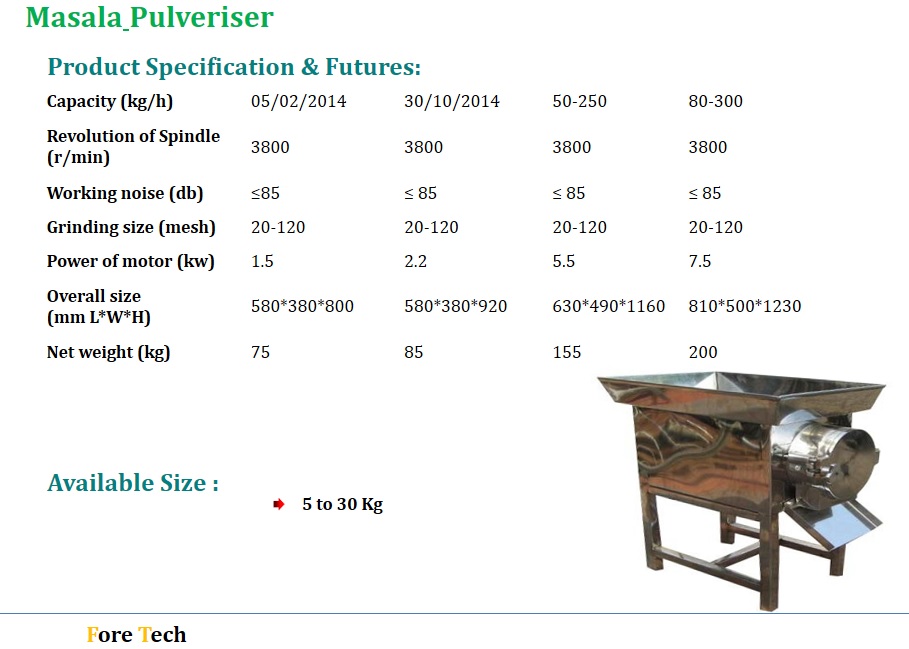 Masala_Pulveriser
Product Specification & Futures:
Capacity (kg/h) 05/02/2014 30/10/2014 50-250 80-300
Revolution of Spindle
(r/min) 3800 3800 3800 3800
Working noise (db) ≤85 ≤ 85 ≤ 85 ≤ 85
Grinding size (mesh) 20-120 20-120 20-120 20-120
Power of motor (kw) 1.5 2.2 5.5 7.5
Overall size
(mm L*W*H) 580*380*800 580*380*920 630*490*1160 810*500*1230
Net weight (kg) 75 85 155 200
Available Size :
5 to 30 Kg
Fore Tech